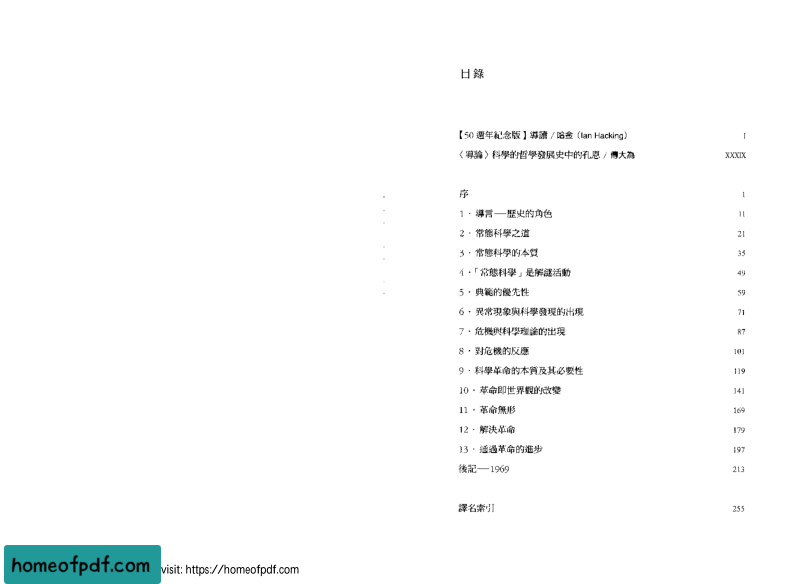 目錄
【50 週年紀念版】導讀 / 哈金（Ian Hacking） I
〈導論〉科學的哲學發展史中的孔恩 / 傅大為 XXXIX
序 1
1．導言──歷史的角色 11
2．常態科學之道 21
3．常態科學的本質 35
4．「常態科學」是解謎活動 49
5．典範的優先性 59
6．異常現象與科學發現的出現 71
7．危機與科學理論的出現 87
8．對危機的反應 101
9．科學革命的本質及其必要性 119
10．革命即世界觀的改變 141
11．革命無形 169
12．解決革命 179
13．通過革命的進步 197
後記──1969 213
譯名索引 255
homeofpdf.com visit: https://homeofpdf.com